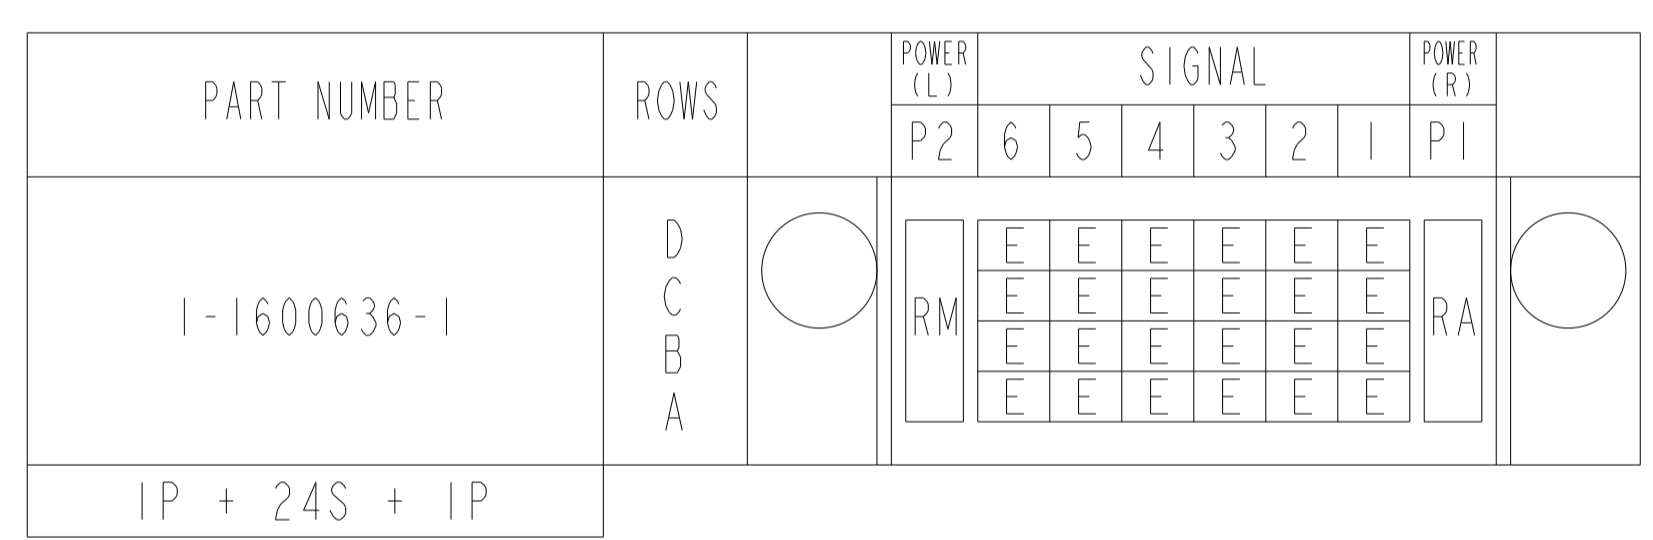 PART NUMBER ROWS POWER (L) SIGNAL POWER (R)
P2 6 5 4 3 2 1 P1
1-1600636-1
D
C
B
A
RM
E E E E E E
E E E E E E
E E E E E E
E E E E E E
RA
1P + 24S + 1P